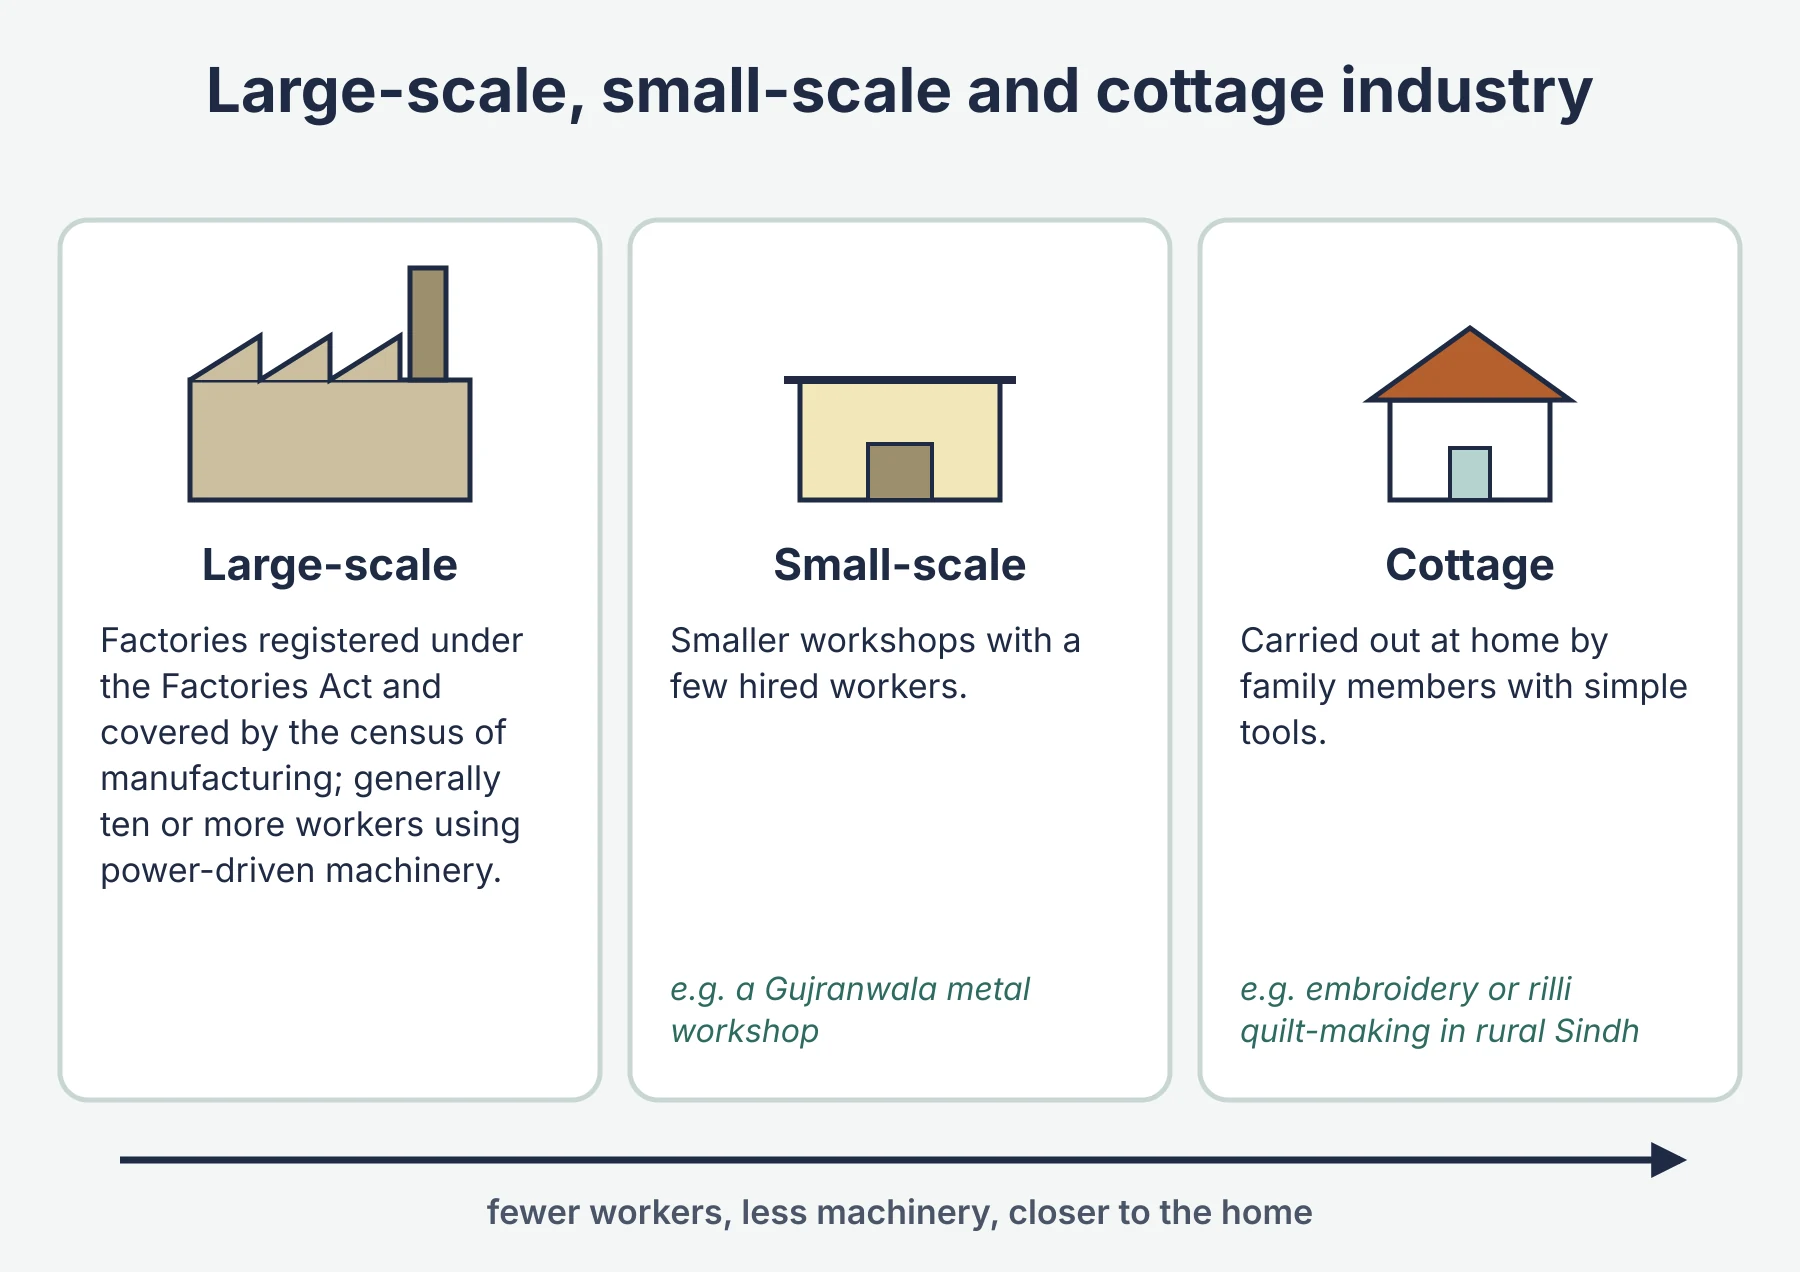 Large-scale, small-scale and cottage industry
Large-scale
Factories registered under
the Factories Act and
covered by the census of
manufacturing; generally
ten or more workers using
power-driven machinery.
Small-scale
Smaller workshops with a
few hired workers.
e.g. a Gujranwala metal
workshop
Cottage
Carried out at home by
family members with simple
tools.
e.g. embroidery or rilli
quilt-making in rural Sindh
fewer workers, less machinery, closer to the home